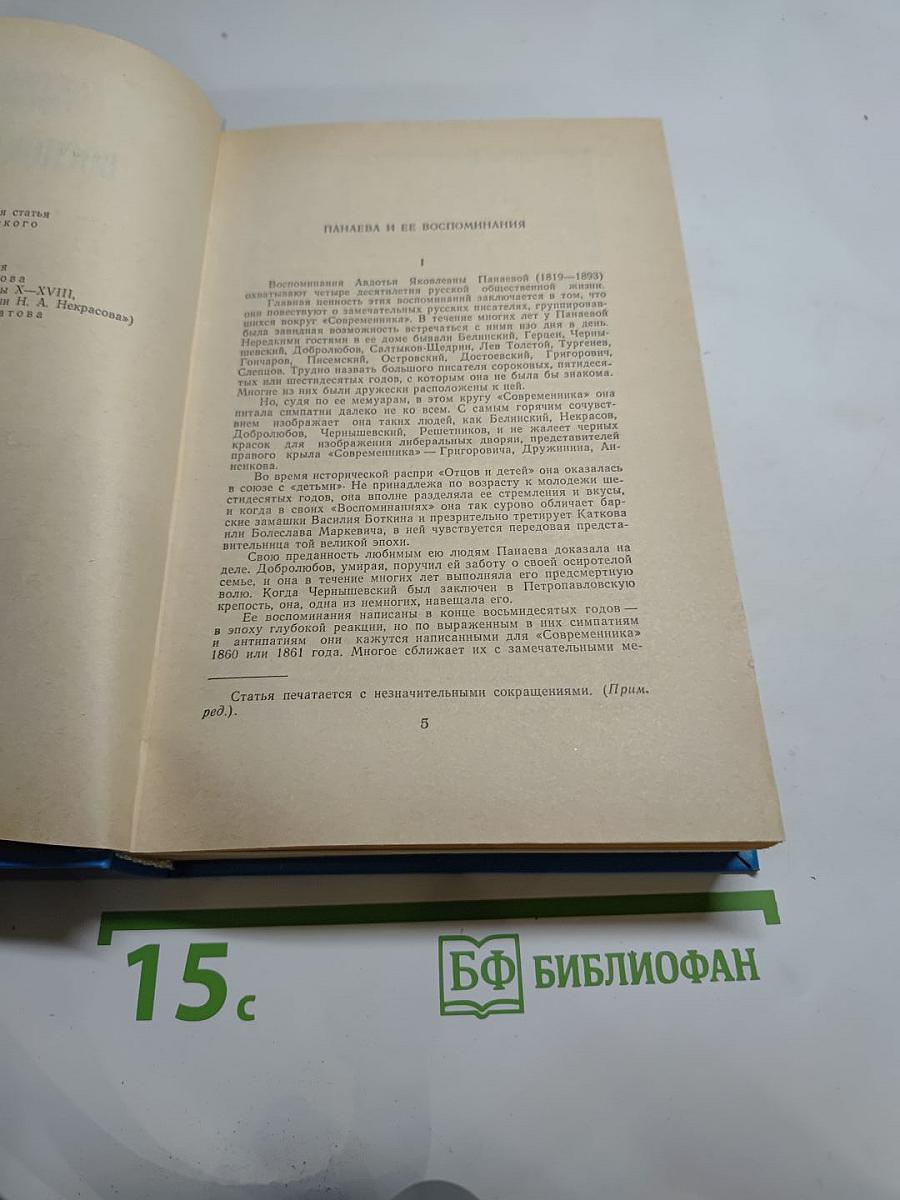 я статья
ского
я
ова
ы X—XVIII,
ии Н. А. Некрасова»)
атова
ПАНАЕВА И ЕЕ ВОСПОМИНАНИЯ
I
Воспоминания Авдотьи Яковлевны Панаевой (1819—1893)
охватывают четыре десятилетия русской общественной жизни.
Главная ценность этих воспоминаний заключается в том, что
они повествуют о замечательных русских писателях, группировав-
шихся вокруг «Современника». В течение многих лет у Панаевой
была завидная возможность встречаться с ними изо дня в день.
Нередкими гостями в ее доме бывали Белинский, Герцен, Черны-
шевский, Добролюбов, Салтыков-Щедрин, Лев Толстой, Тургенев,
Гончаров, Писемский, Островский, Достоевский, Григорович,
Слепцов. Трудно назвать большого писателя сороковых, пятидеся-
тых или шестидесятых годов, с которым она не была бы знакома.
Многие из них были дружески расположены к ней.
Но, судя по ее мемуарам, в этом кругу «Современника» она
питала симпатии далеко не ко всем. С самым горячим сочувст-
вием изображает она таких людей, как Белинский, Некрасов,
Добролюбов, Чернышевский, Решетников, и не жалеет черных
красок для изображения либеральных дворян, представителей
правого крыла «Современника» — Григоровича, Дружинина, Ан-
ненкова.
Во время исторической распри «Отцов и детей» она оказалась
в союзе с «детьми». Не принадлежа по возрасту к молодежи ше-
стидесятых годов, она вполне разделяла ее стремления и вкусы,
и когда в своих «Воспоминаниях» она так сурово обличает бар-
ские замашки Василия Боткина и презрительно третирует Каткова
или Болеслава Маркевича, в ней чувствуется передовая предста-
вительница той великой эпохи.
Свою преданность любимым ею людям Панаева доказала на
деле. Добролюбов, умирая, поручил ей заботу о своей осиротелой
семье, и она в течение многих лет выполняла его предсмертную
волю. Когда Чернышевский был заключен в Петропавловскую
крепость, она, одна из немногих, навещала его.
Ее воспоминания написаны в конце восьмидесятых годов —
в эпоху глубокой реакции, но по выраженным в них симпатиям
и антипатиям они кажутся написанными для «Современника»
1860 или 1861 года. Многое сближает их с замечательными ме-
Статья печатается с незначительными сокращениями. (Прим.
ред.).
5
15 с
БФ БИБЛИОФАН